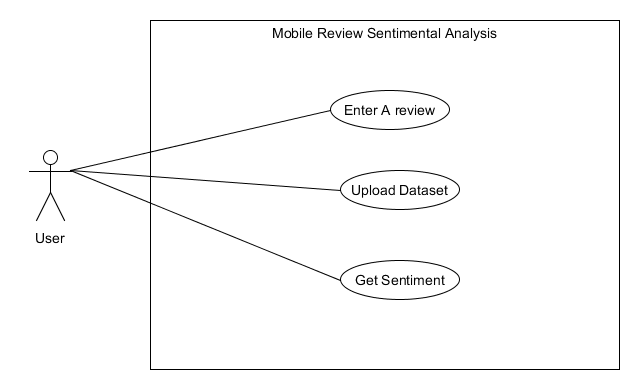 Mobile Review Sentimental Analysis
Enter A review
Upload Dataset
User
Get Sentiment